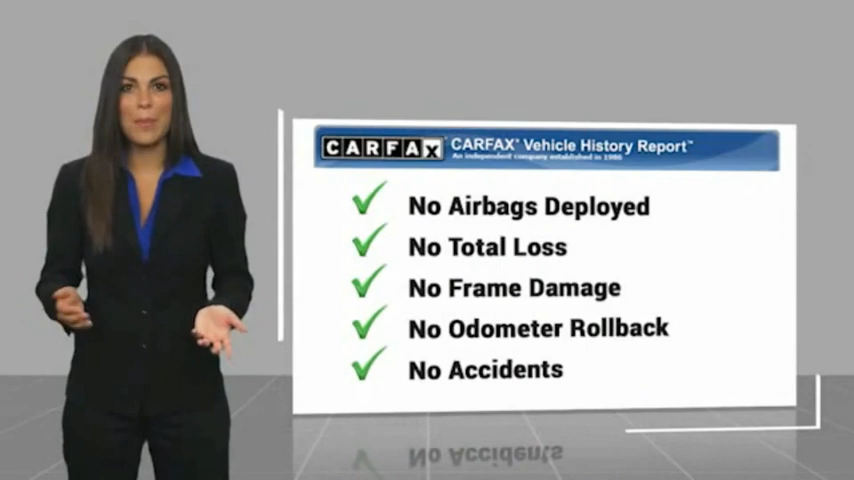 CARFAX CARFAX™ Vehicle History Report™
An independent company established in 1986
No Airbags Deployed
No Total Loss
No Frame Damage
No Odometer Rollback
No Accidents
No Accidents